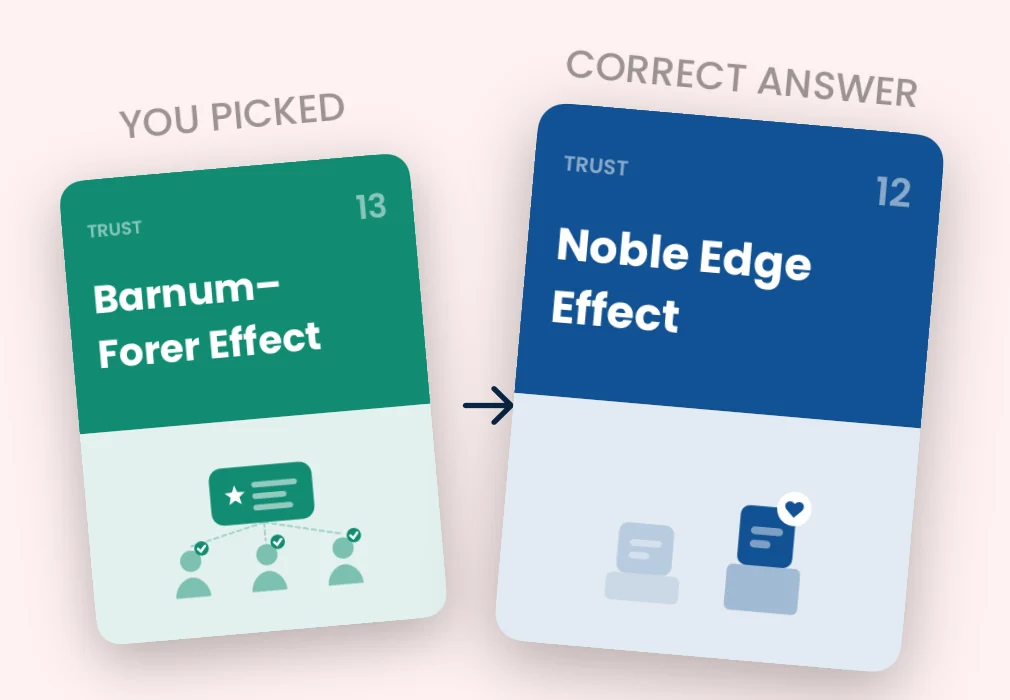 YOU PICKED
TRUST
13
Barnum–
Forer Effect
CORRECT ANSWER
TRUST
12
Noble Edge
Effect